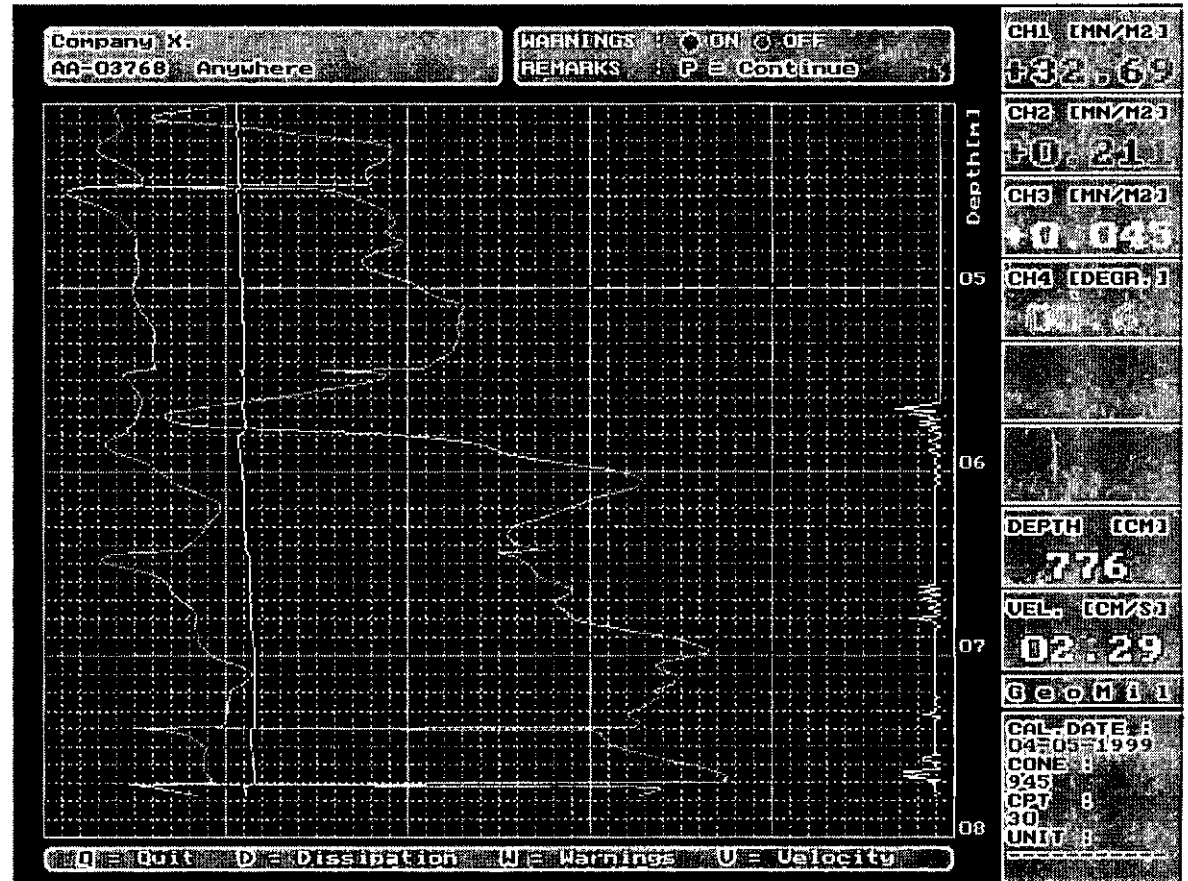 Company X.
AA-03768, Anywhere
WARNINGS : ON OFF
REMARKS : P = Continue
Depth[m]
05
06
07
08
CH1 [MN/M2]
+32,69
CH2 [MN/M2]
+0.211
CH3 [MN/M2]
+0.045
CH4 [DEGR.]
DEPTH [CM]
776
VEL. [CM/S]
02:29
GeoMil
CAL.DATE :
04-05-1999
CONE :
945
CPT :
30
UNIT :
Q = Quit D = Dissipation W = Warnings V = Velocity